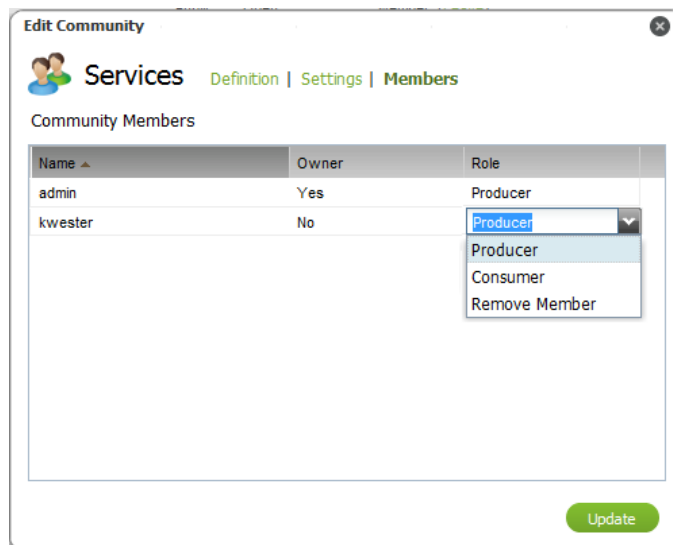 Edit Community
Services Definition | Settings | Members
Community Members
Name Owner Role
admin Yes Producer
kwester No Producer
Producer
Consumer
Remove Member
Update